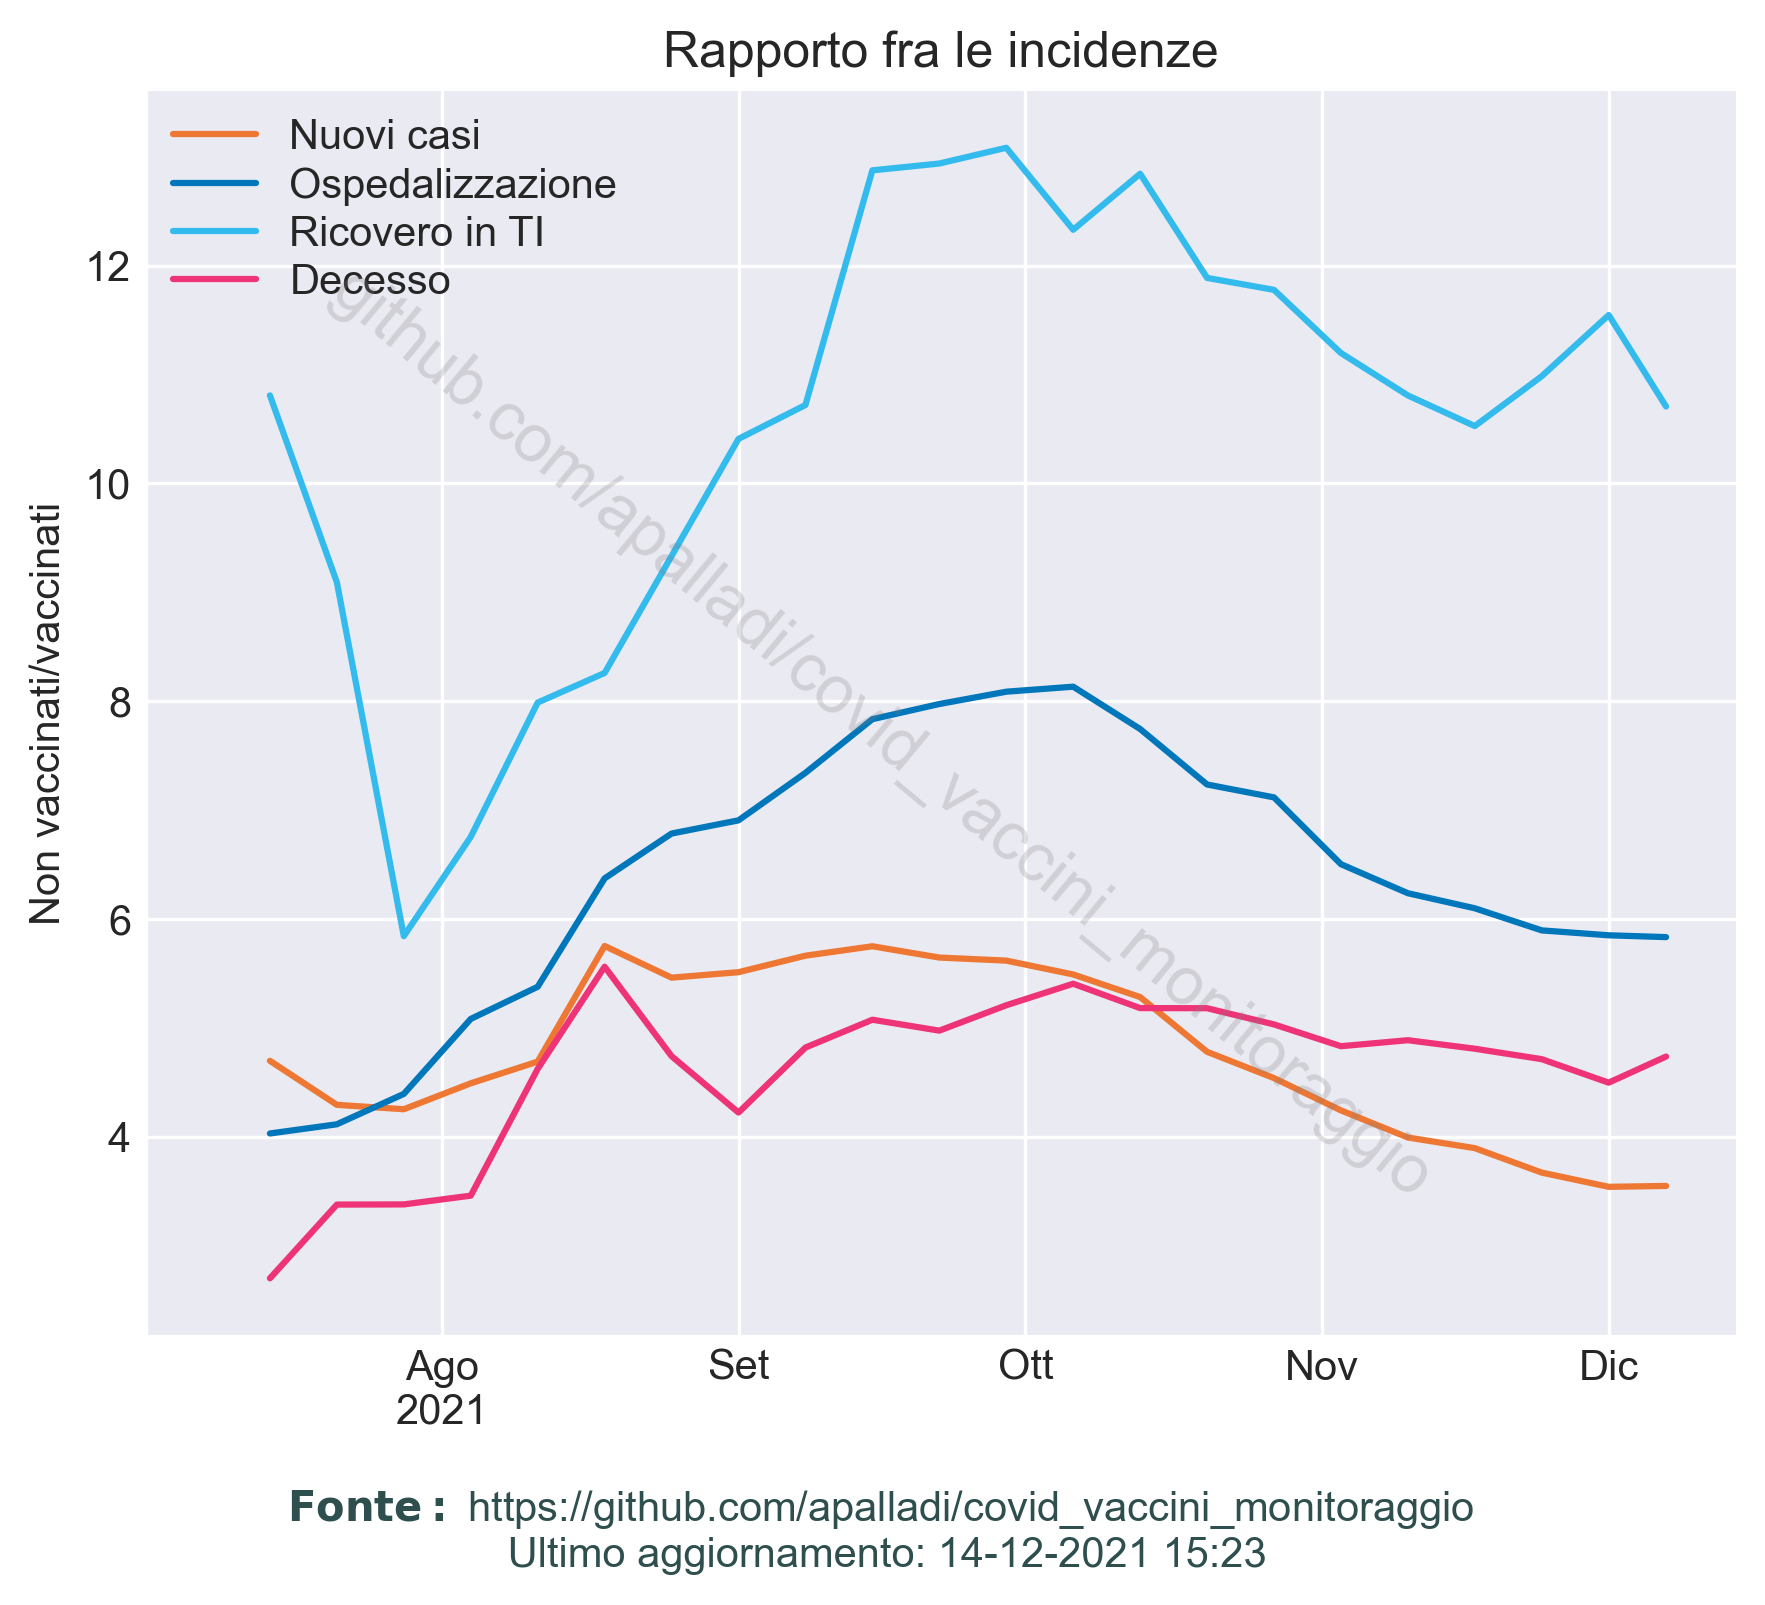 Rapporto fra le incidenze
Nuovi casi
Ospedalizzazione
Ricovero in TI
Decesso
github.com/apalladi/covid_vaccini_monitoraggio
Non vaccinati/vaccinati
12
10
8
6
4
Ago Set Ott Nov Dic
2021
Fonte: https://github.com/apalladi/covid_vaccini_monitoraggio
Ultimo aggiornamento: 14-12-2021 15:23